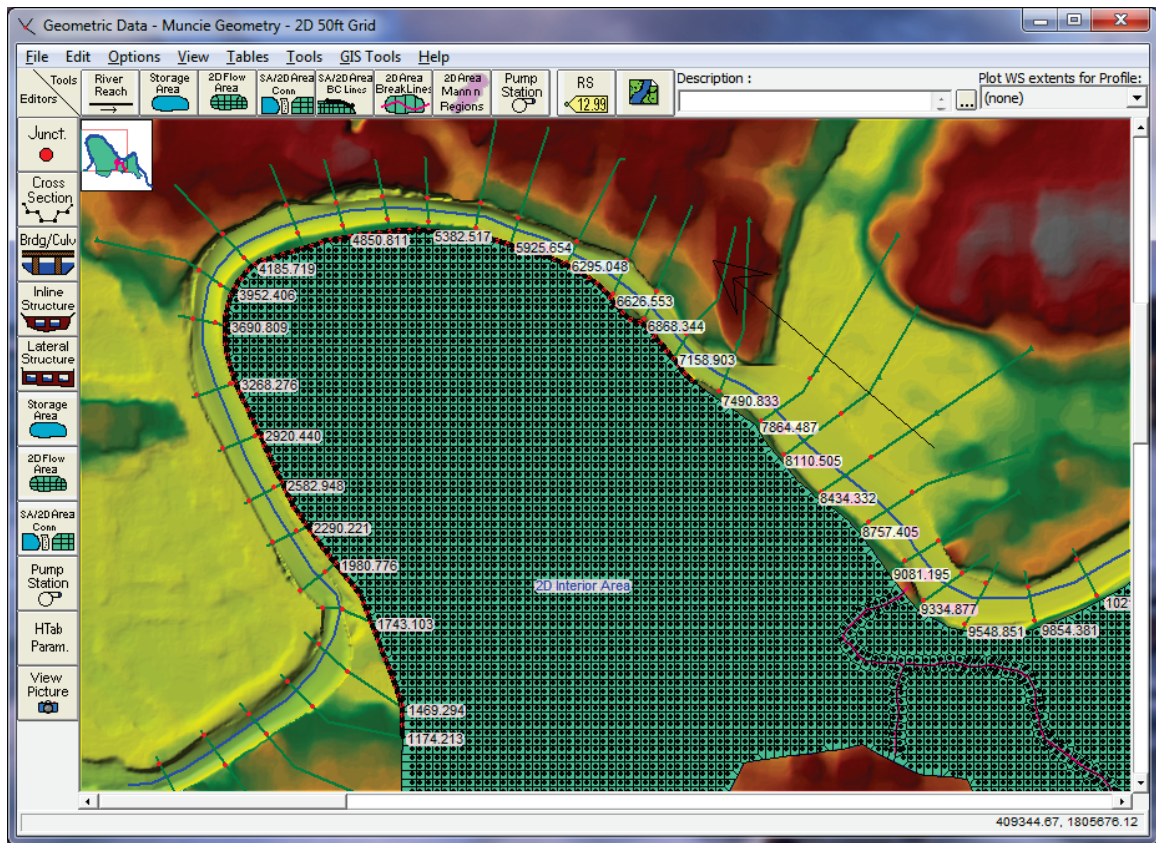 Geometric Data - Muncie Geometry - 2D 50ft Grid
File Edit Options View Tables Tools GIS Tools Help
Tools
Editors
River
Reach
Storage
Area
2D Flow
Area
SA/2D Area
Conn
SA/2D Area
BC Lines
2D Area
BreakLines
2D Area
Mann n
Regions
Pump
Station
RS
12.99
Description :
...
Plot WS extents for Profile:
(none)
Junct.
Cross
Section
Brdg/Culv
Inline
Structure
Lateral
Structure
Storage
Area
2D Flow
Area
SA/2D Area
Conn
Pump
Station
HTab
Param.
View
Picture
4850.811
5382.517
5925.654
4185.719
6295.048
3952.406
6626.553
3690.809
6868.344
7158.903
3268.276
7490.833
7864.487
2920.440
8110.505
2582.948
8434.332
2290.221
8757.405
1980.776
9081.195
2D Interior Area
1021
9334.877
1743.103
9548.851
9854.381
1469.294
1174.213
409344.67, 1805676.12